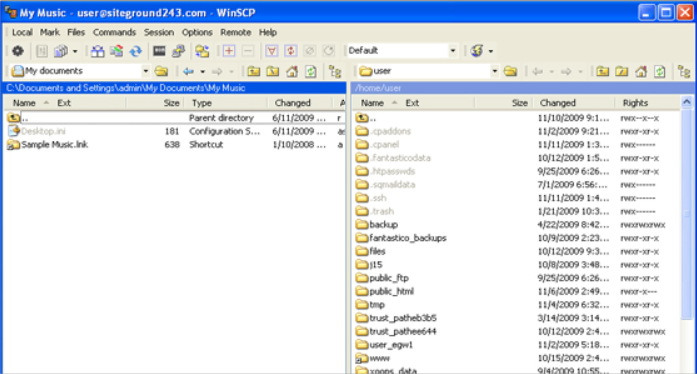 My Music - user@siteground243.com - WinSCP
Local Mark Files Commands Session Options Remote Help
Default
My documents
user
C:\Documents and Settings\admin\My Documents\My Music
/home/user
Name Ext Size Type Changed A
Name Ext Size Changed Rights
.. Parent directory 6/11/2009 ... r
Desktop.ini 181 Configuration S... 6/11/2009 ... as
Sample Music.lnk 638 Shortcut 1/10/2008 ... a
.. 11/10/2009 9:1... rwx--x--x
.cpaddons 11/2/2009 9:21... rwxr-xr-x
.cpanel 11/11/2009 1:3... rwx------
.fantasticodata 10/12/2009 1:5... rwxr-xr-x
.htpasswds 9/25/2009 6:26... rwxr-xr-x
.sqmaildata 7/1/2009 6:56:... rwx------
.ssh 11/11/2009 1:4... rwx------
.trash 1/21/2009 10:3... rwx------
backup 4/22/2009 8:42... rwxrwxrwx
fantastico_backups 10/9/2009 2:23... rwxr-xr-x
files 10/12/2009 9:3... rwxr-xr-x
j15 10/8/2009 3:48... rwxr-xr-x
public_ftp 9/25/2009 6:26... rwxr-xr-x
public_html 11/6/2009 2:49... rwxr-x---
tmp 11/4/2009 6:32... rwxr-xr-x
trust_patheb3b5 3/14/2009 3:14... rwxr-xr-x
trust_pathee644 10/12/2009 2:4... rwxrwxrwx
user_egw1 11/2/2009 5:18... rwxr-xr-x
www 10/15/2009 2:4... rwxrwxrwx
xoops_data 9/4/2009 10:55... rwxrwxrwx